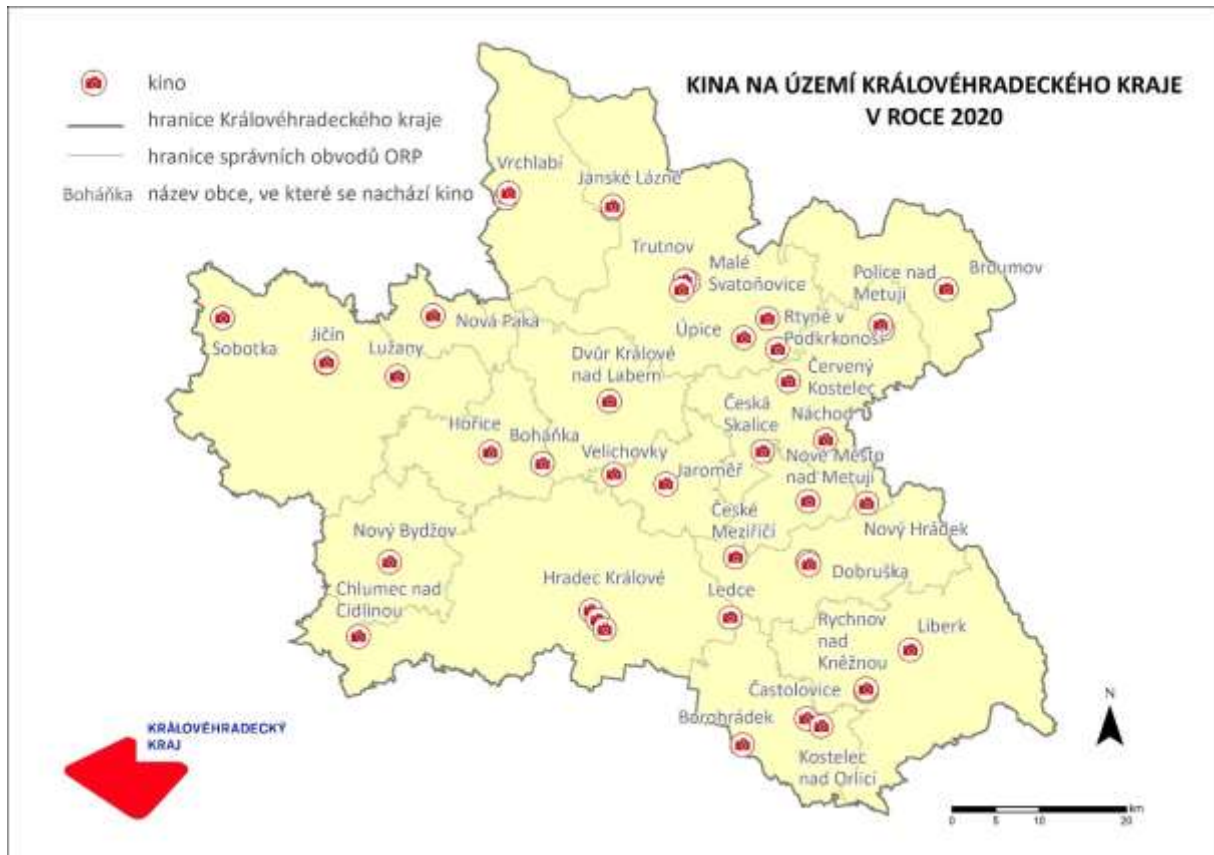 kino
hranice Královéhradeckého kraje
hranice správních obvodů ORP
Boháňka název obce, ve které se nachází kino
KINA NA ÚZEMÍ KRÁLOVÉHRADECKÉHO KRAJE
V ROCE 2020
Vrchlabí
Janské Lázně
Trutnov
Malé
Svatoňovice
Police nad
Metují
Broumov
Sobotka
Jičín
Lužany
Nová Paka
Úpice
Rtyně v
Podkrkonoší
Dvůr Králové
nad Labem
Červený
Kostelec
Česká
Skalice
Náchod
Hořice
Boháňka
Velichovky
Jaroměř
Nové Město
nad Metují
České
Meziříčí
Nový Hrádek
Nový Bydžov
Dobruška
Chlumec nad
Cidlinou
Hradec Králové
Ledce
Rychnov
nad
Kněžnou
Liberk
Častolovice
Borohrádek
Kostelec
nad Orlicí
KRÁLOVÉHRADECKÝ
KRAJ
N
km
0 5 10 20